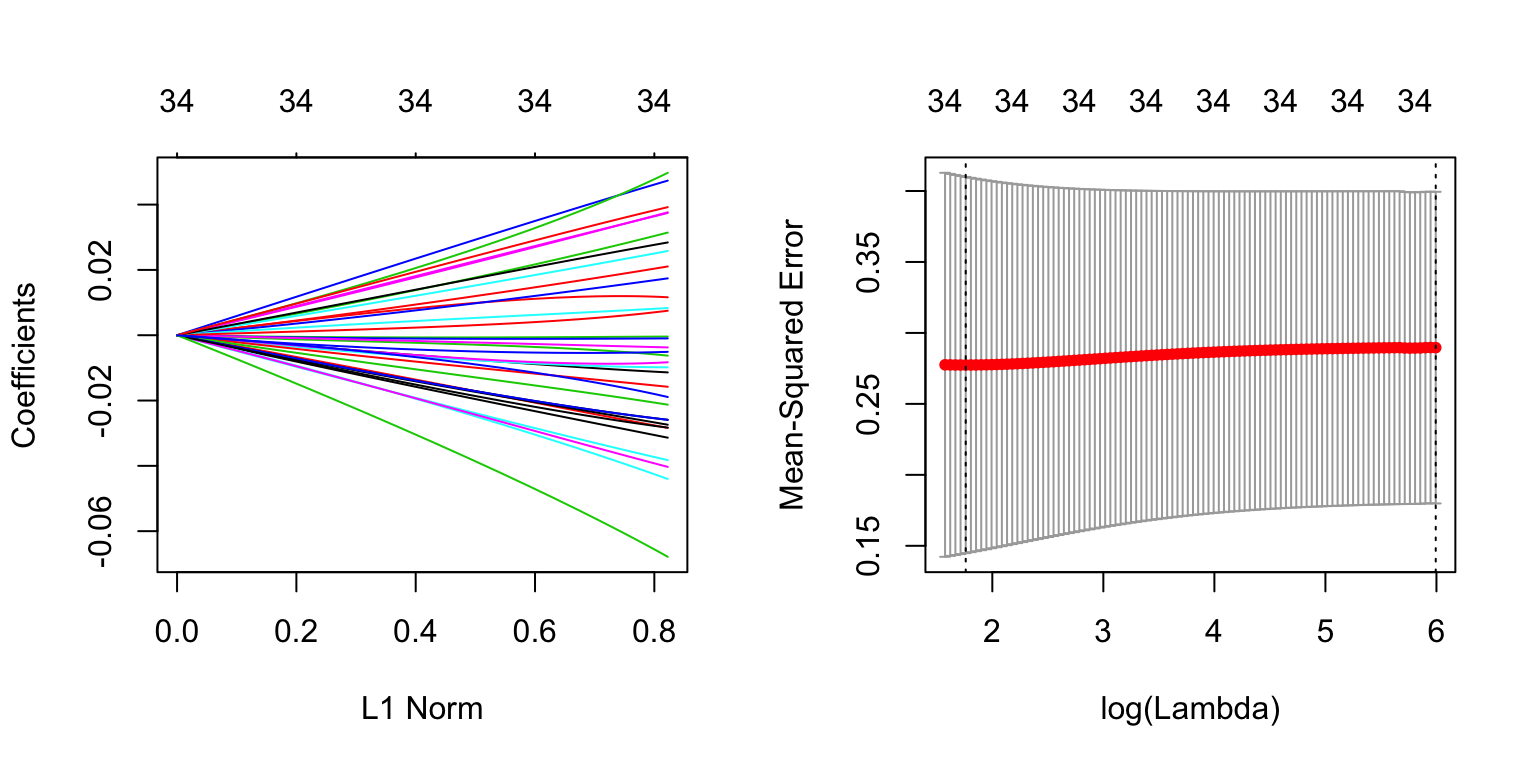 34 34 34 34 34
0.02
-0.02
-0.06
Coefficients
0.0 0.2 0.4 0.6 0.8
L1 Norm
34 34 34 34 34 34 34 34
0.35
0.25
0.15
Mean-Squared Error
2 3 4 5 6
log(Lambda)